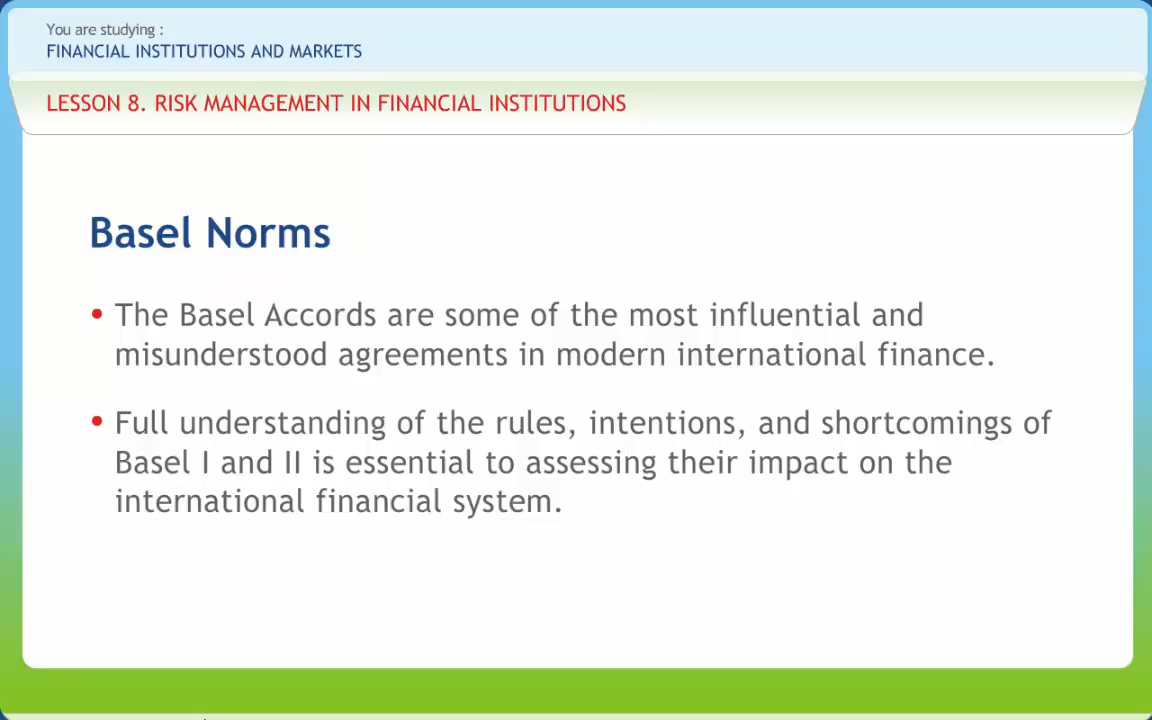 You are studying :
FINANCIAL INSTITUTIONS AND MARKETS
LESSON 8. RISK MANAGEMENT IN FINANCIAL INSTITUTIONS
Basel Norms
• The Basel Accords are some of the most influential and
misunderstood agreements in modern international finance.
• Full understanding of the rules, intentions, and shortcomings of
Basel I and II is essential to assessing their impact on the
international financial system.